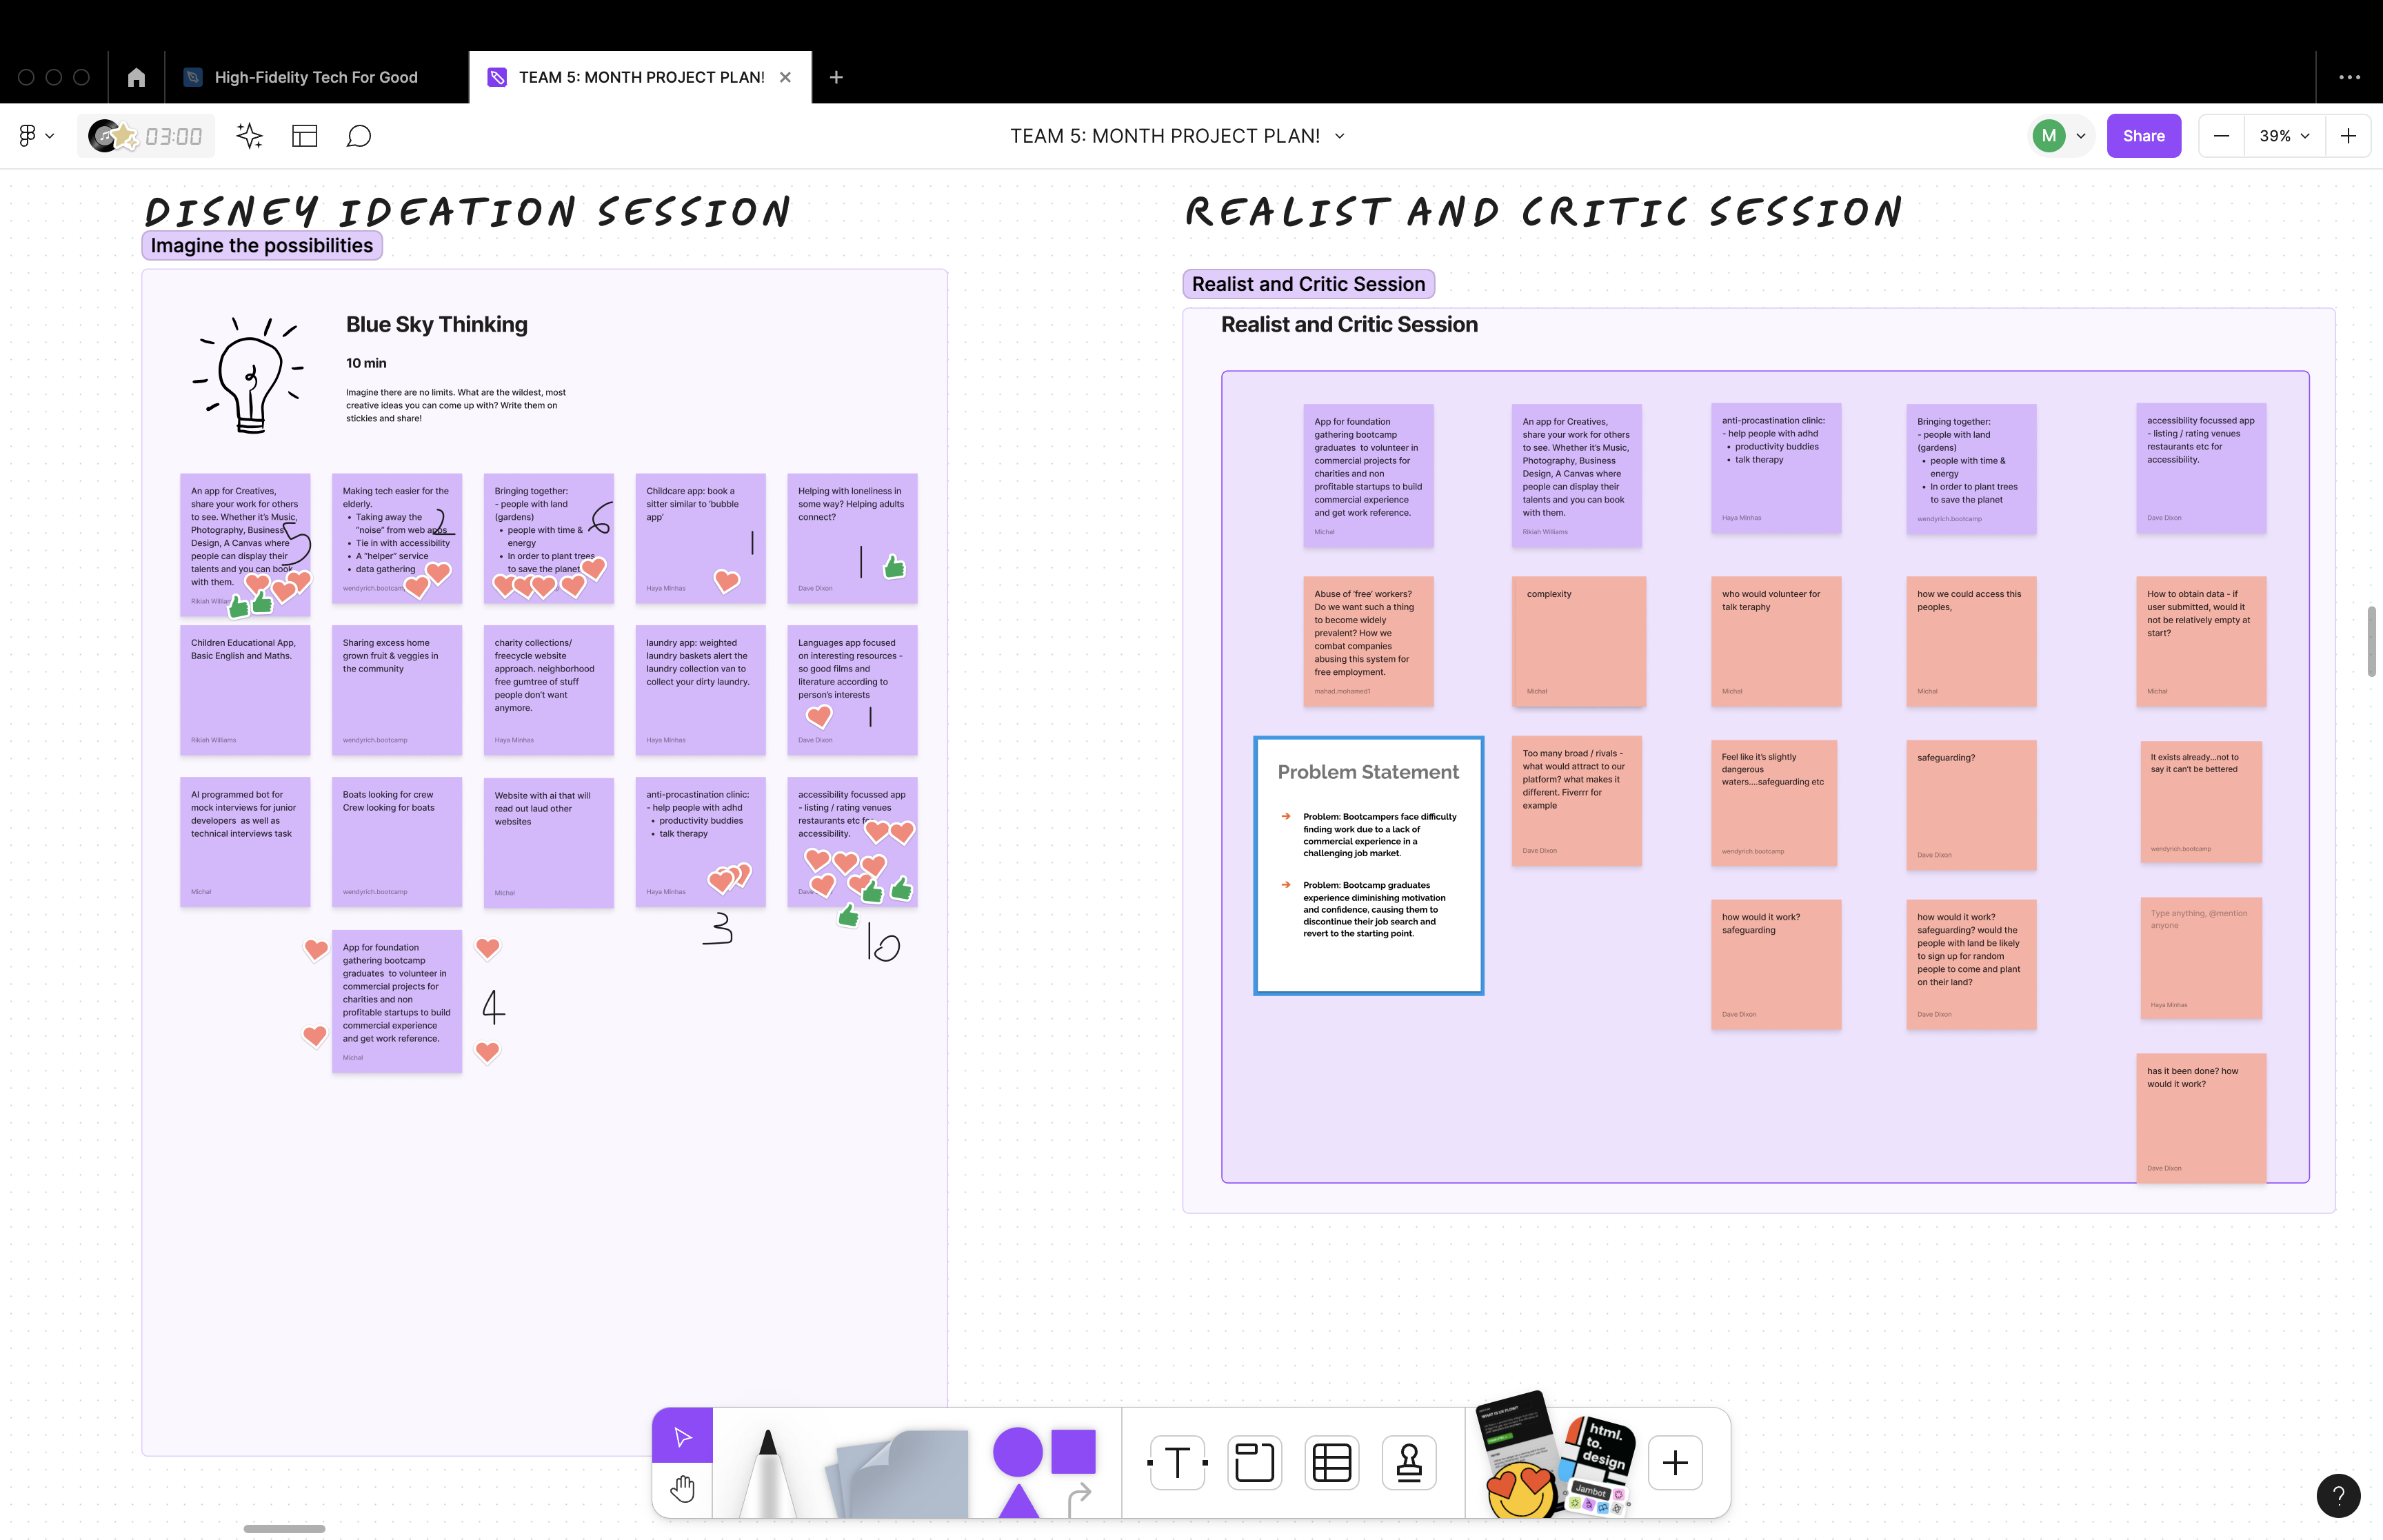 High-Fidelity Tech For Good
TEAM 5: MONTH PROJECT PLAN!
03:00
TEAM 5: MONTH PROJECT PLAN!
M
Share
39%
DISNEY IDEATION SESSION
Imagine the possibilities
Blue Sky Thinking
10 min
Imagine there are no limits. What are the wildest, most
creative ideas you can come up with? Write them on
stickies and share!
An app for Creatives,
share your work for others
to see. Whether it's Music,
Photography, Business
Design, A Canvas where
people can display their
talents and you can book
with them.
Rikiah
5
Making tech easier for the
elderly.
• Taking away the
"noise" from web apps
• Tie in with accessibility
• A "helper" service
• data gathering
wendyrich.bootcamp
2
Bringing together:
- people with land
(gardens)
• people with time &
energy
• In order to plant trees
to save the planet
6
Childcare app: book a
sitter similar to 'bubble
app'
Haya Minhas
1
Helping with loneliness in
some way? Helping adults
connect?
Dave Dixon
1
Children Educational App,
Basic English and Maths.
Rikiah Williams
Sharing excess home
grown fruit & veggies in
the community
wendyrich.bootcamp
charity collections/
freecycle website
approach. neighborhood
free gumtree of stuff
people don't want
anymore.
Haya Minhas
laundry app: weighted
laundry baskets alert the
laundry collection van to
collect your dirty laundry.
Haya Minhas
Languages app focused
on interesting resources -
so good films and
literature according to
person's interests
Dave Dixon
1
AI programmed bot for
mock interviews for junior
developers as well as
technical interviews task
Michał
Boats looking for crew
Crew looking for boats
wendyrich.bootcamp
Website with ai that will
read out laud other
websites
Michał
anti-procastination clinic:
- help people with adhd
• productivity buddies
• talk therapy
Haya Minhas
3
accessibility focussed app
- listing / rating venues
restaurants etc
accessibility.
Dave
10
App for foundation
gathering bootcamp
graduates to volunteer in
commercial projects for
charities and non
profitable startups to build
commercial experience
and get work reference.
Michał
4
REALIST AND CRITIC SESSION
Realist and Critic Session
Realist and Critic Session
App for foundation
gathering bootcamp
graduates to volunteer in
commercial projects for
charities and non
profitable startups to build
commercial experience
and get work reference.
Michał
An app for Creatives,
share your work for others
to see. Whether it's Music,
Photography, Business
Design, A Canvas where
people can display their
talents and you can book
with them.
Rikiah Williams
anti-procastination clinic:
- help people with adhd
• productivity buddies
• talk therapy
Haya Minhas
Bringing together:
- people with land
(gardens)
• people with time &
energy
• In order to plant trees
to save the planet
wendyrich.bootcamp
accessibility focussed app
- listing / rating venues
restaurants etc for
accessibility.
Dave Dixon
Abuse of 'free' workers?
Do we want such a thing
to become widely
prevalent? How we
combat companies
abusing this system for
free employment.
mahad.mohamed1
complexity
Michał
who would volunteer for
talk teraphy
Michał
how we could access this
peoples,
Michał
How to obtain data - if
user submitted, would it
not be relatively empty at
start?
Michał
Problem Statement
Problem: Bootcampers face difficulty
finding work due to a lack of
commercial experience in a
challenging job market.
Problem: Bootcamp graduates
experience diminishing motivation
and confidence, causing them to
discontinue their job search and
revert to the starting point.
Too many broad / rivals -
what would attract to our
platform? what makes it
different. Fiverrr for
example
Dave Dixon
Feel like it's slightly
dangerous
waters....safeguarding etc
wendyrich.bootcamp
safeguarding?
Dave Dixon
It exists already...not to
say it can't be bettered
wendyrich.bootcamp
how would it work?
safeguarding
Dave Dixon
how would it work?
safeguarding? would the
people with land be likely
to sign up for random
people to come and plant
on their land?
Dave Dixon
Type anything, @mention
anyone
Haya Minhas
has it been done? how
would it work?
Dave Dixon
T
WHAT IS UX FLOW?
html.
to.
design
Jambot
?